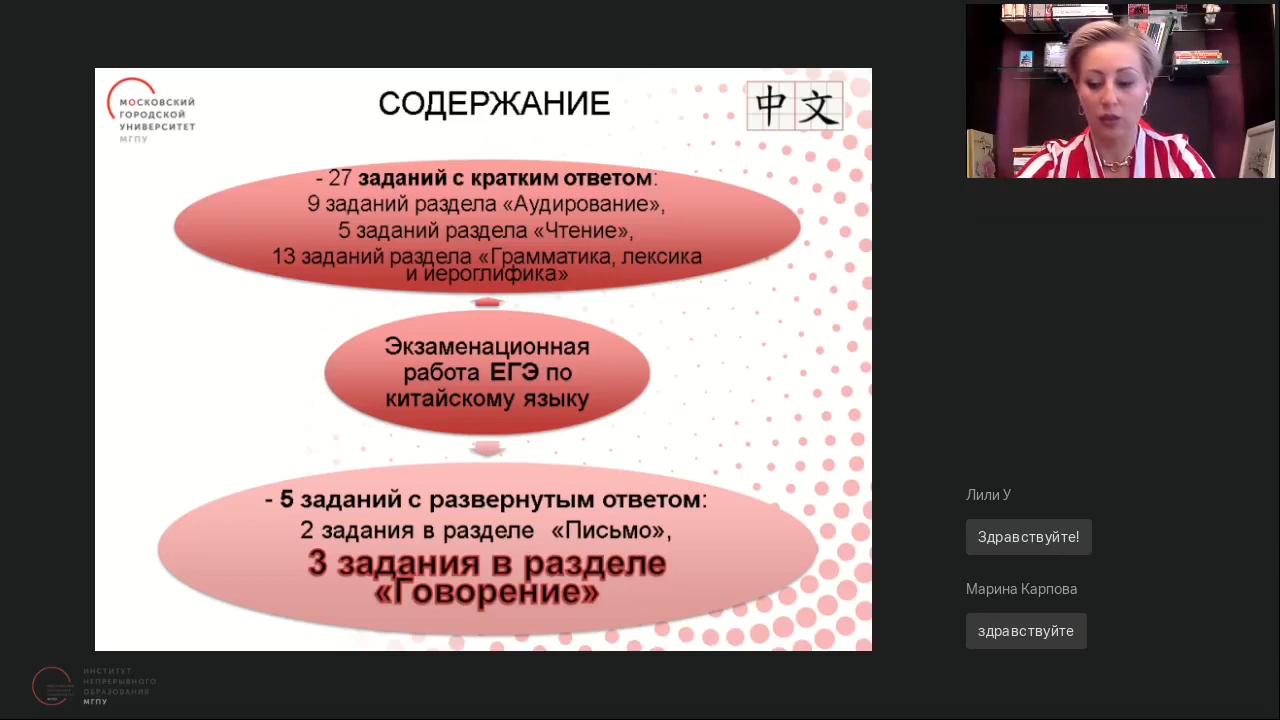 МОСКОВСКИЙ
ГОРОДСКОЙ
УНИВЕРСИТЕТ
МГПУ
СОДЕРЖАНИЕ
中文
- 27 заданий с кратким ответом:
9 заданий раздела «Аудирование»,
5 заданий раздела «Чтение»,
13 заданий раздела «Грамматика, лексика
и иероглифика»
Экзаменационная
работа ЕГЭ по
китайскому языку
- 5 заданий с развернутым ответом:
2 задания в разделе «Письмо»,
3 задания в разделе
«Говорение»
Лили У
Здравствуйте!
Марина Карпова
здравствуйте
ИНСТИТУТ
НЕПРЕРЫВНОГО
ОБРАЗОВАНИЯ
МГПУ